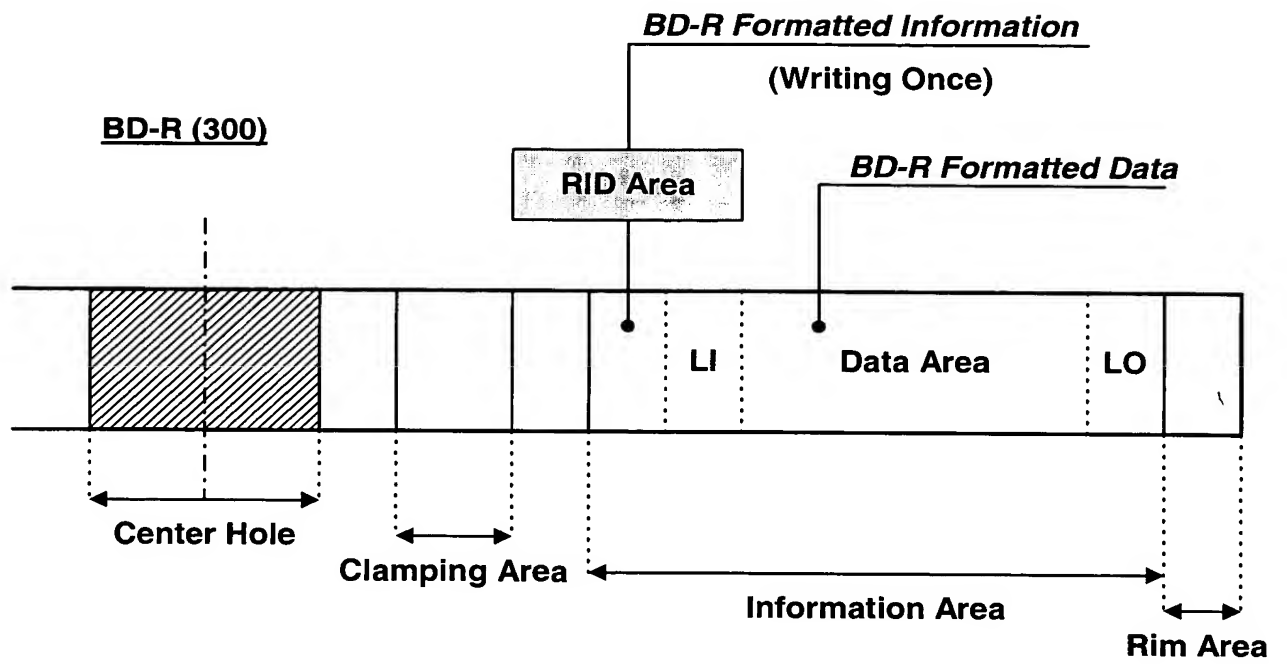 BD-R Formatted Information
(Writing Once)
BD-R (300)
RID Area
BD-R Formatted Data
LI
Data Area
LO
Center Hole
Clamping Area
Information Area
Rim Area